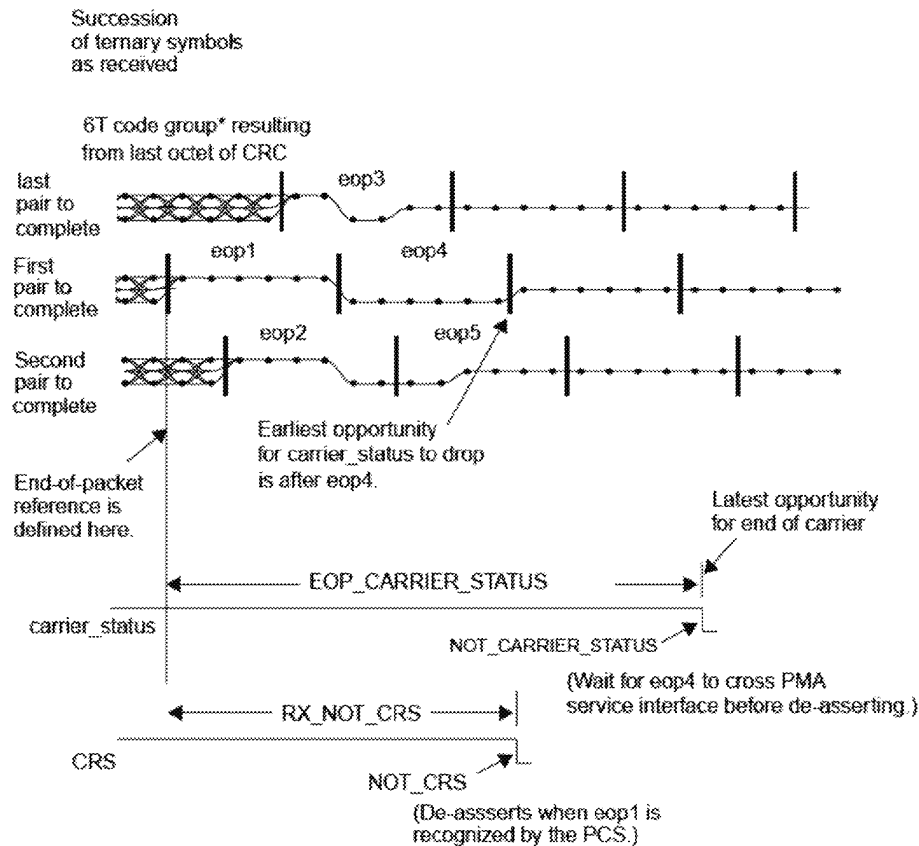 Succession
of ternary symbols
as received
6T code group* resulting
from last octet of CRC
last
pair to
complete
eop3
First
pair to
complete
eop1
eop4
Second
pair to
complete
eop2
eop5
End-of-packet
reference is
defined here.
Earliest opportunity
for carrier_status to drop
is after eop4.
Latest opportunity
for end of carrier
EOP_CARRIER_STATUS
carrier_status
NOT_CARRIER_STATUS
(Wait for eop4 to cross PMA
service interface before de-asserting.)
RX_NOT_CRS
CRS
NOT_CRS
(De-assserts when eop1 is
recognized by the PCS.)